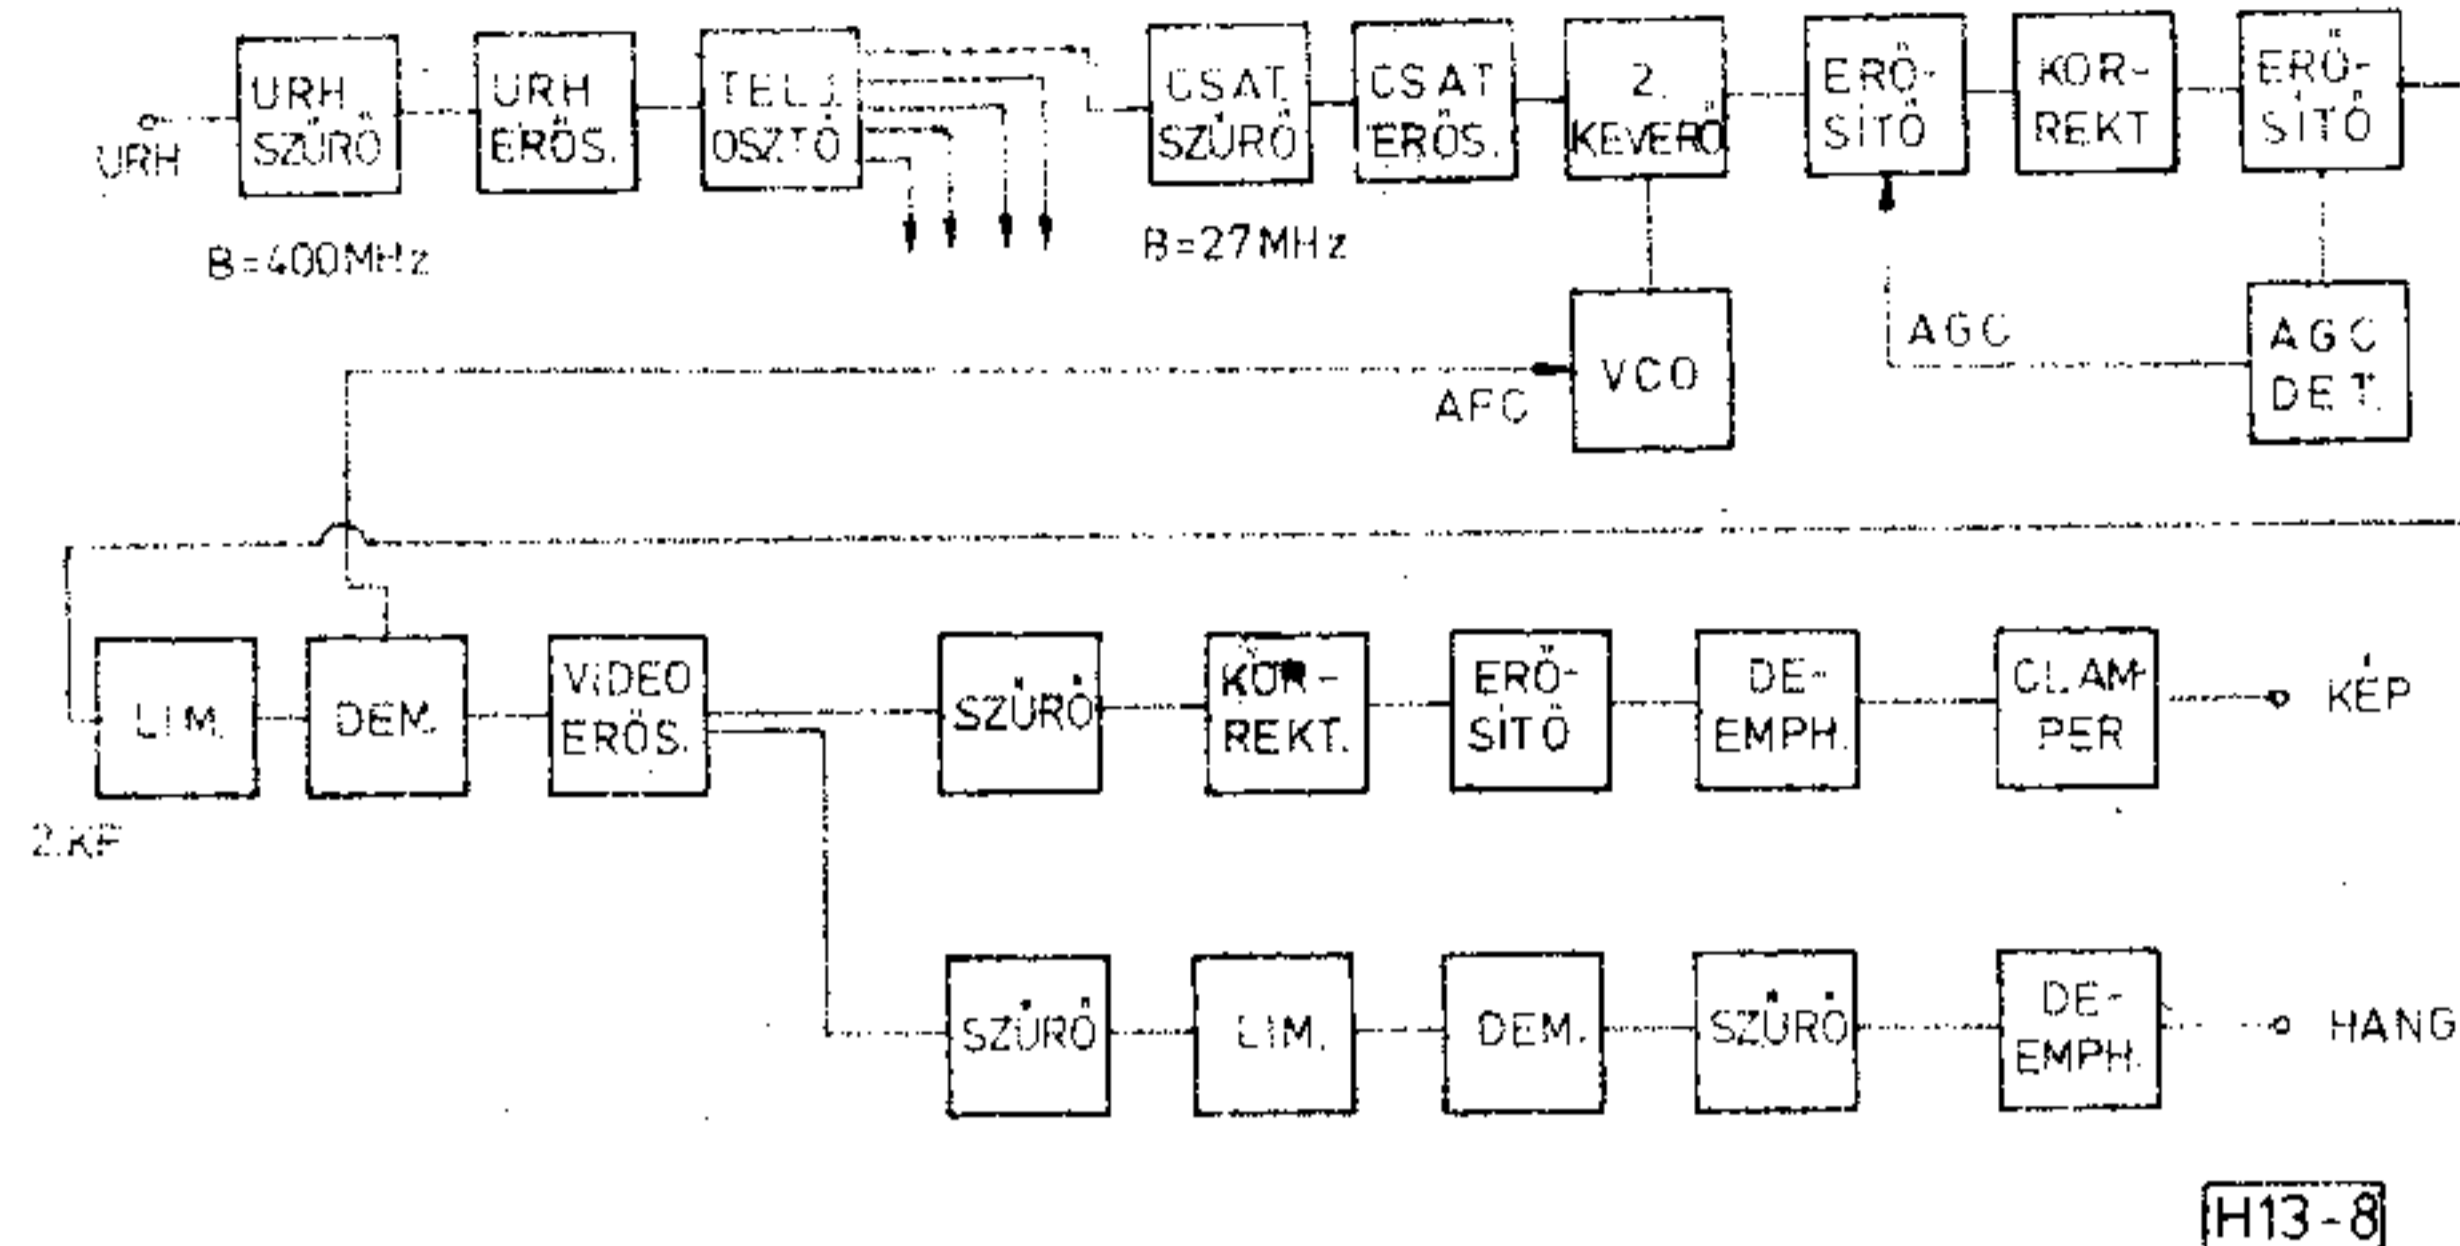 URH
URH
SZŰRŐ
B=400MHz
URH
ERŐS.
TELJ.
OSZTÓ
CSAT.
SZŰRŐ
B=27MHz
CSAT
ERŐS.
2.
KEVERŐ
ERŐ-
SÍTŐ
KOR-
REKT
ERŐ-
SÍTŐ
AFC
VCO
AGC
AGC
DET.
LIM.
2.KF
DEM.
VIDEO
ERŐS.
SZŰRŐ
KOR-
REKT.
ERŐ-
SÍTŐ
DE-
EMPH.
CLAM-
PER
KÉP
SZŰRŐ
LIM.
DEM.
SZŰRŐ
DE-
EMPH.
HANG
H13-8